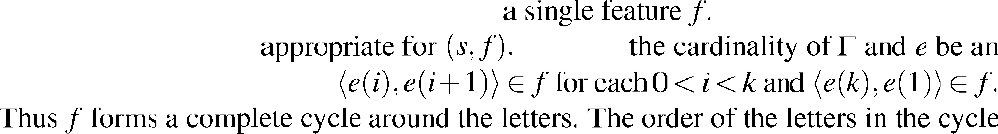 a single feature f.
appropriate for (s, f). the cardinality of Γ and e be an
⟨e(i), e(i+1)⟩ ∈ f for each 0 < i < k and ⟨e(k), e(1)⟩ ∈ f.
Thus f forms a complete cycle around the letters. The order of the letters in the cycle